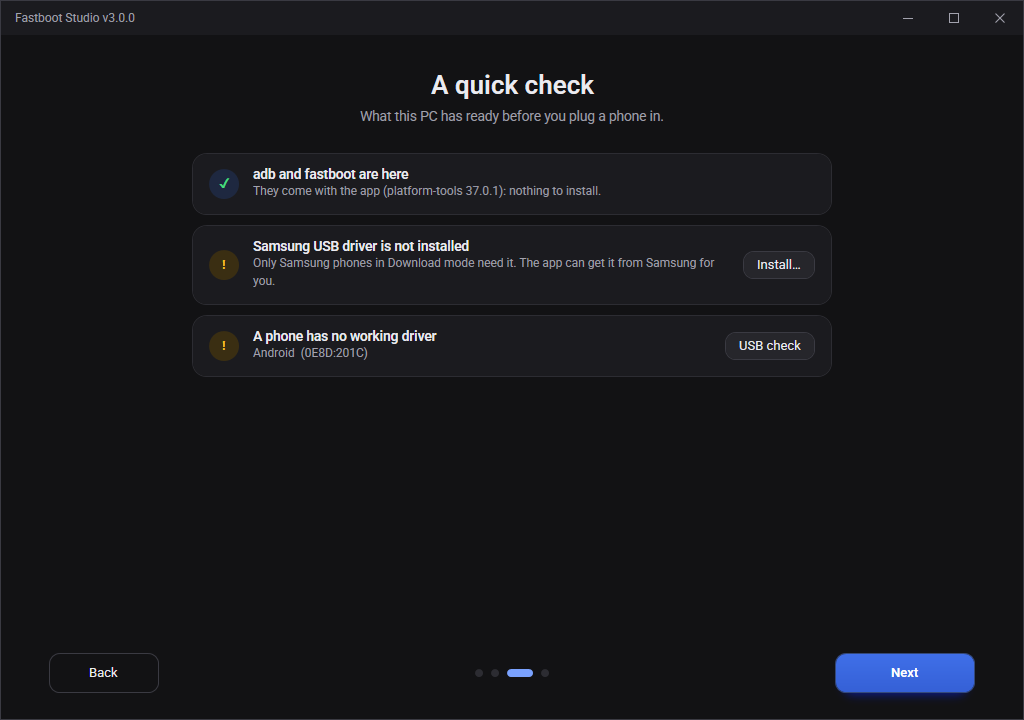 Fastboot Studio v3.0.0
A quick check
What this PC has ready before you plug a phone in.
adb and fastboot are here
They come with the app (platform-tools 37.0.1): nothing to install.
Samsung USB driver is not installed
Only Samsung phones in Download mode need it. The app can get it from Samsung for
you.
Install…
A phone has no working driver
Android (0E8D:201C)
USB check
Back
Next